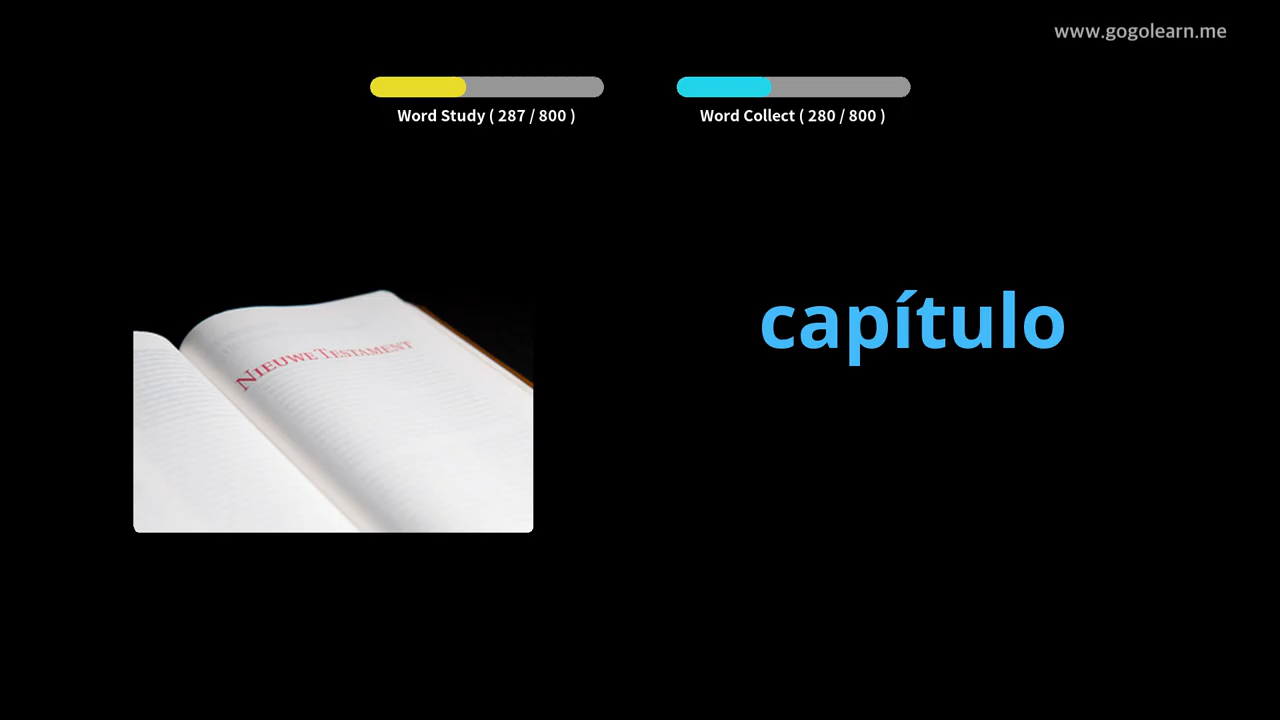 www.gogolearn.me
Word Study ( 287 / 800 )
Word Collect ( 280 / 800 )
NIEUWE TESTAMENT
capítulo